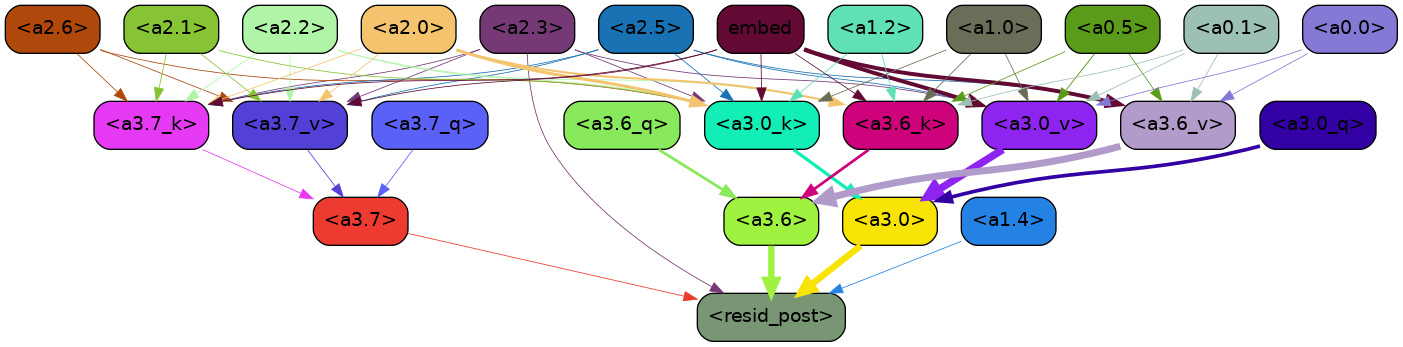 <a2.6> <a2.1> <a2.2> <a2.0> <a2.3> <a2.5> embed <a1.2> <a1.0> <a0.5> <a0.1> <a0.0>
<a3.7_k> <a3.7_v> <a3.7_q> <a3.6_q> <a3.0_k> <a3.6_k> <a3.0_v> <a3.6_v> <a3.0_q>
<a3.7> <a3.6> <a3.0> <a1.4>
<resid_post>